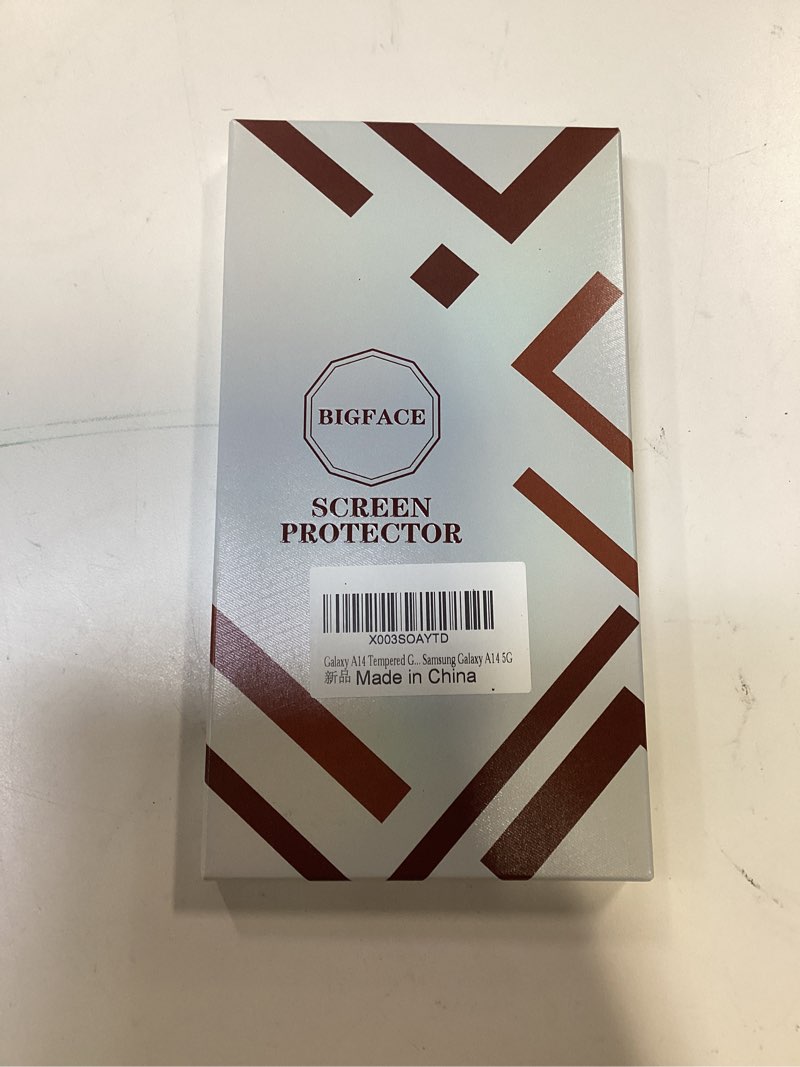 BIGFACE
SCREEN
PROTECTOR
X003SOAYTD
Galaxy A14 Tempered G... Samsung Galaxy A14 5G
新品 Made in China